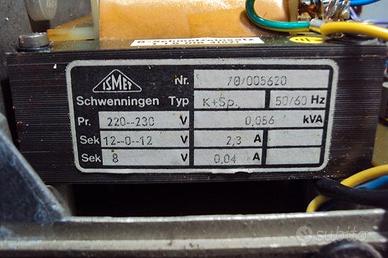 ISMET Nr. 70/005620
Schwenningen Typ K+Sp. 50/60 Hz
Pr. 220--230 V 0,056 kVA
Sek 12--0--12 V 2,3 A
Sek 8 V 0,04 A
subito